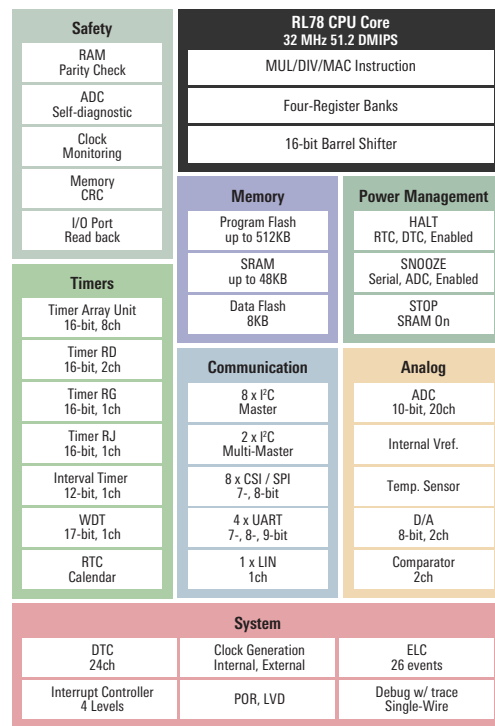 Safety
RAM
Parity Check
ADC
Self-diagnostic
Clock
Monitoring
Memory
CRC
I/O Port
Read back
RL78 CPU Core
32 MHz 51.2 DMIPS
MUL/DIV/MAC Instruction
Four-Register Banks
16-bit Barrel Shifter
Memory
Program Flash
up to 512KB
SRAM
up to 48KB
Data Flash
8KB
Power Management
HALT
RTC, DTC, Enabled
SNOOZE
Serial, ADC, Enabled
STOP
SRAM On
Timers
Timer Array Unit
16-bit, 8ch
Timer RD
16-bit, 2ch
Timer RG
16-bit, 1ch
Timer RJ
16-bit, 1ch
Interval Timer
12-bit, 1ch
WDT
17-bit, 1ch
RTC
Calendar
Communication
8 x I²C
Master
2 x I²C
Multi-Master
8 x CSI / SPI
7-, 8-bit
4 x UART
7-, 8-, 9-bit
1 x LIN
1ch
Analog
ADC
10-bit, 20ch
Internal Vref.
Temp. Sensor
D/A
8-bit, 2ch
Comparator
2ch
System
DTC
24ch
Clock Generation
Internal, External
ELC
26 events
Interrupt Controller
4 Levels
POR, LVD
Debug w/ trace
Single-Wire